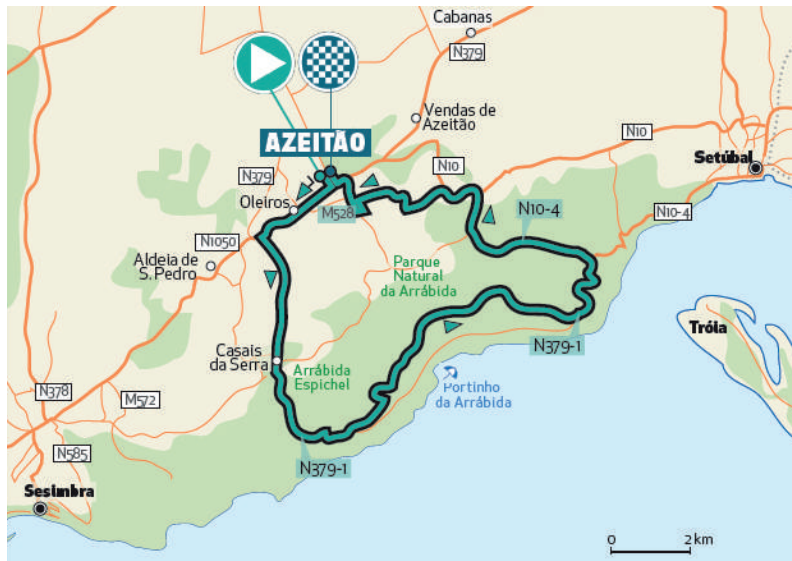 Cabanas
N379
Vendas de
Azeitão
AZEITÃO
N10
Setúbal
N379
N10
Oleiros
M528
N10-4
N10-4
N1050
Aldeia de
S. Pedro
Parque
Natural
da Arrábida
Tróia
N379-1
Casais
da Serra
Arrábida
Espichel
Portinho
da Arrábida
N378
M572
N585
N379-1
Sesimbra
0 2 km